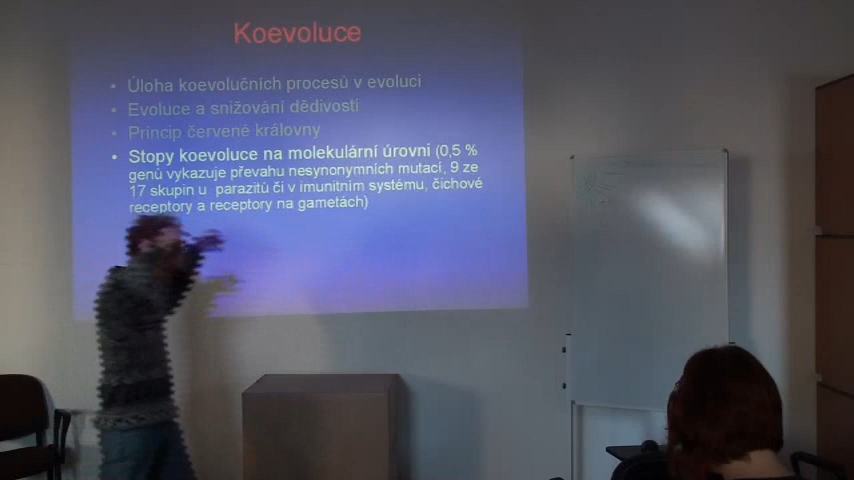 Koevoluce
• Úloha koevolučních procesů v evoluci
• Evoluce a snižování dědivosti
• Princip červené královny
• Stopy koevoluce na molekulární úrovni (0,5 %
genů vykazuje převahu nesynonymních mutací, 9 ze
17 skupin u parazitů či v imunitním systému, čichové
receptory a receptory na gametách)